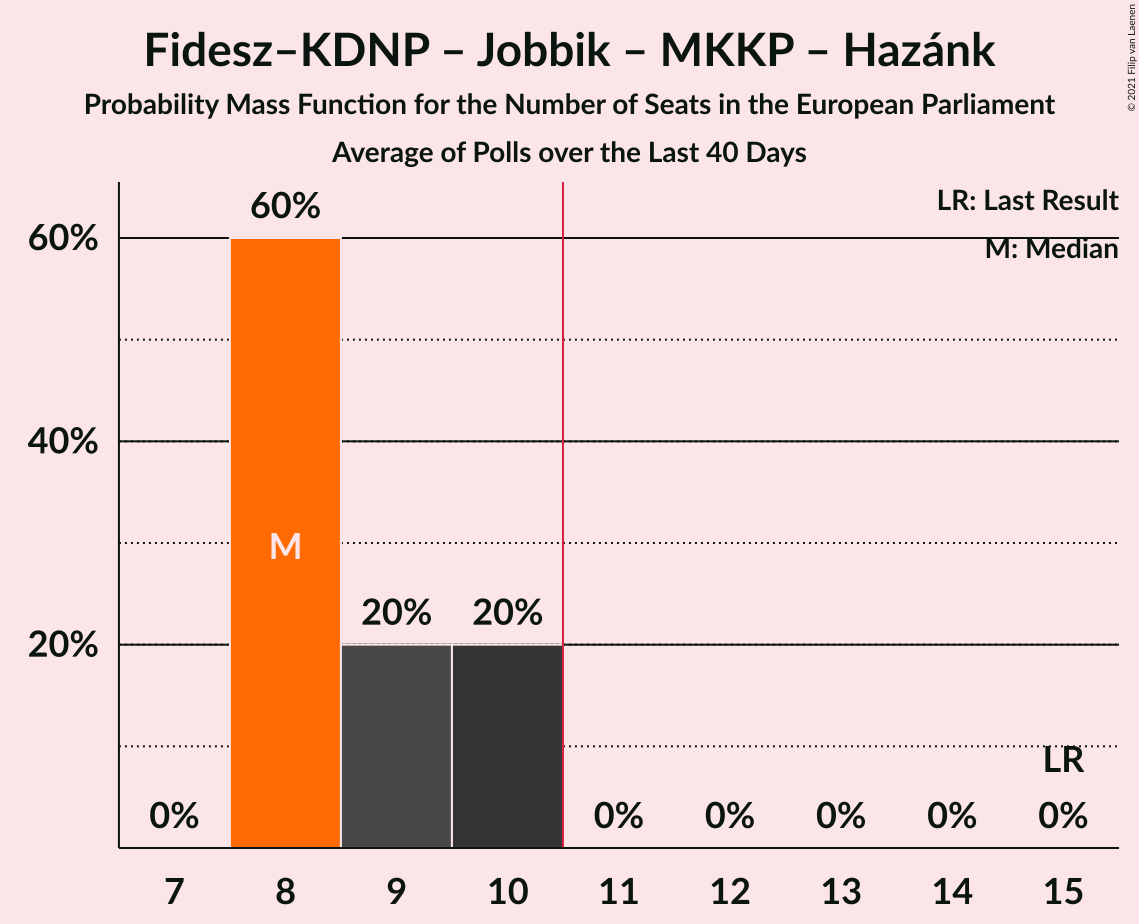 Fidesz–KDNP – Jobbik – MKKP – Hazánk
Probability Mass Function for the Number of Seats in the European Parliament
Average of Polls over the Last 40 Days
© 2021 Filip van Laenen
LR: Last Result
M: Median
60%
40%
20%
60%
M
20%
20%
LR
0%
0%
0%
0%
0%
0%
7
8
9
10
11
12
13
14
15